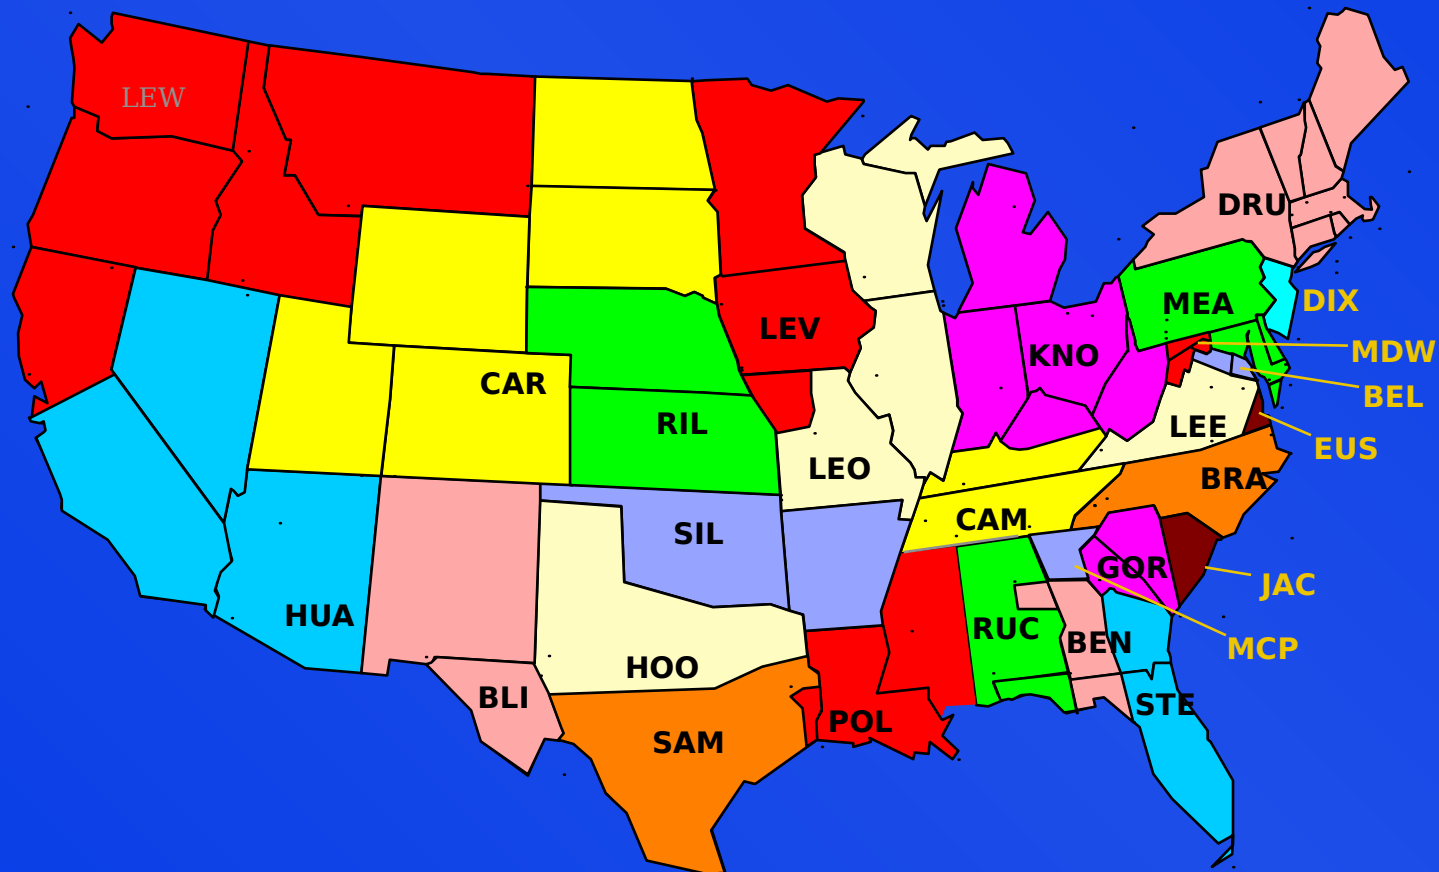 LEW
DRU
MEA
DIX
LEV
KNO
MDW
CAR
BEL
RIL
LEE
EUS
LEO
BRA
SIL
CAM
GOR
JAC
HUA
RUC
BEN
MCP
HOO
BLI
STE
POL
SAM